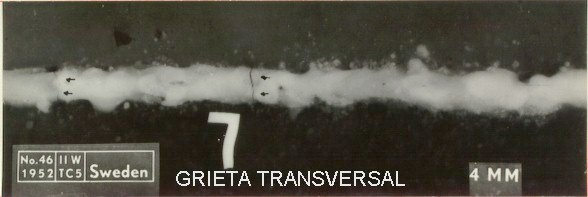 7
No.46 IIW
1952 TC5 Sweden
GRIETA TRANSVERSAL
4 MM